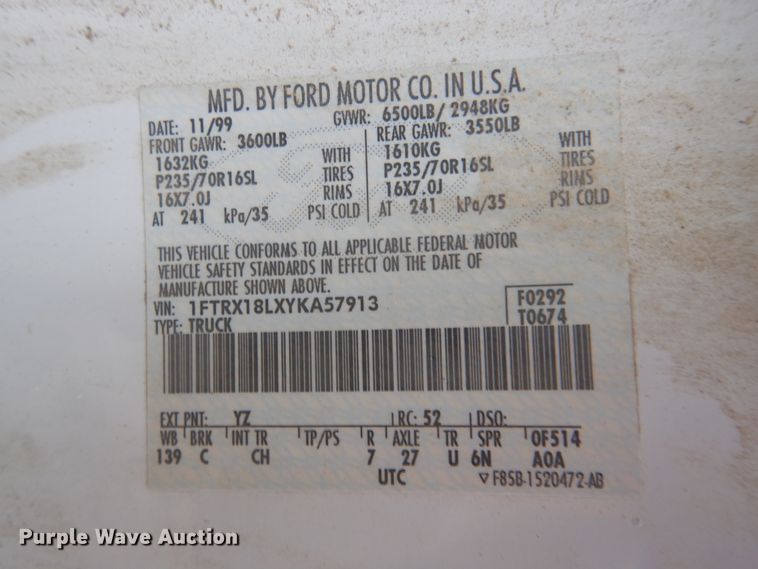 MFD. BY FORD MOTOR CO. IN U.S.A.
DATE: 11/99 GVWR: 6500LB/ 2948KG
FRONT GAWR: 3600LB REAR GAWR: 3550LB
1632KG WITH 1610KG WITH
P235/70R16SL TIRES P235/70R16SL TIRES
16X7.0J RIMS 16X7.0J RIMS
AT 241 kPa/35 PSI COLD AT 241 kPa/35 PSI COLD
THIS VEHICLE CONFORMS TO ALL APPLICABLE FEDERAL MOTOR
VEHICLE SAFETY STANDARDS IN EFFECT ON THE DATE OF
MANUFACTURE SHOWN ABOVE.
VIN: 1FTRX18LXYKA57913 F0292
TYPE: TRUCK T0674
EXT PNT: YZ RC: 52 DSO:
WB BRK INT TR TP/PS R AXLE TR SPR OF514
139 C CH 7 27 U 6N A0A
UTC ▽F85B-1520472-AB
Purple Wave Auction